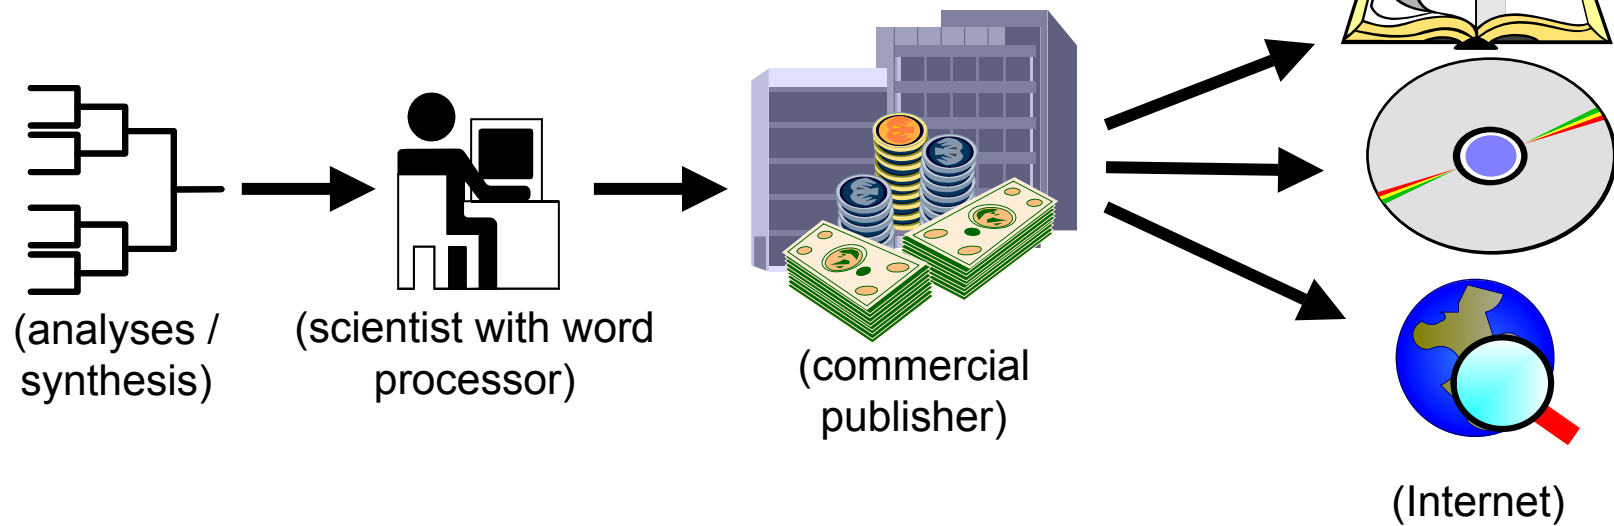 (analyses /
synthesis)
(scientist with word
processor)
(commercial
publisher)
(Internet)